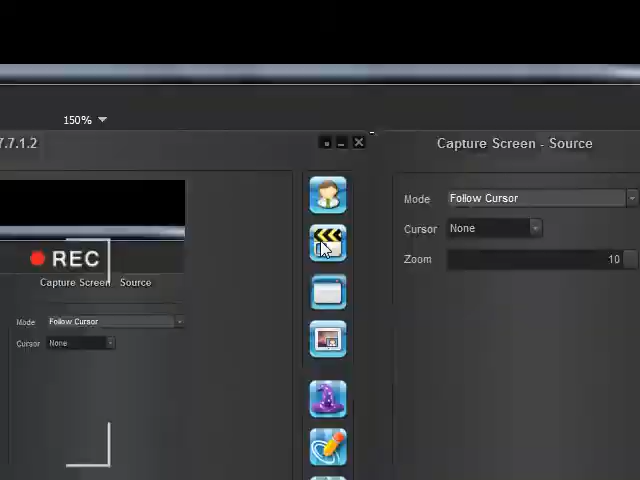 150%
7.7.1.2
Capture Screen - Source
Mode Follow Cursor
Cursor None
Zoom 10
REC
Capture Screen Source
Mode Follow Cursor
Cursor None